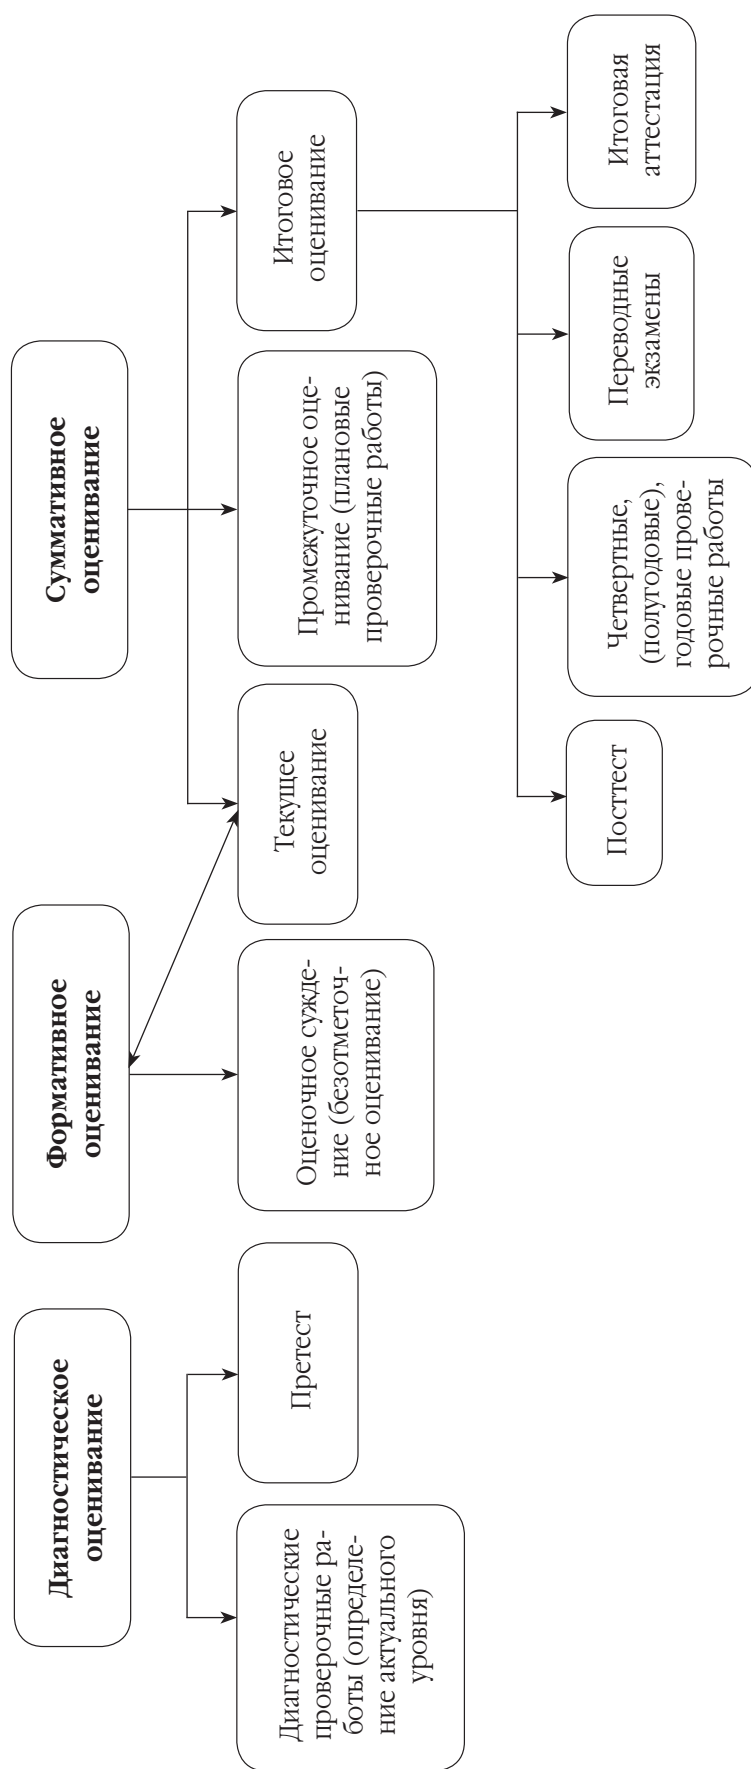 Диагностическое
оценивание
Формативное
оценивание
Суммативное
оценивание
Диагностические
проверочные ра-
боты (определе-
ние актуального
уровня)
Претест
Оценочное сужде-
ние (безотметоч-
ное оценивание)
Текущее
оценивание
Промежуточное оце-
нивание (плановые
проверочные работы)
Итоговое
оценивание
Посттест
Четвертные,
(полугодовые),
годовые прове-
рочные работы
Переводные
экзамены
Итоговая
аттестация